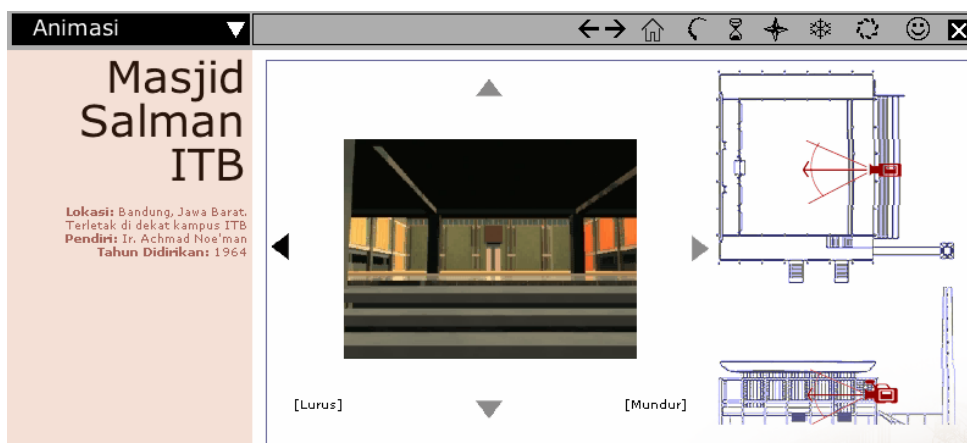 Animasi
Masjid
Salman
ITB
Lokasi: Bandung, Jawa Barat.
Terletak di dekat kampus ITB
Pendiri: Ir. Achmad Noe'man
Tahun Didirikan: 1964
[Lurus]
[Mundur]